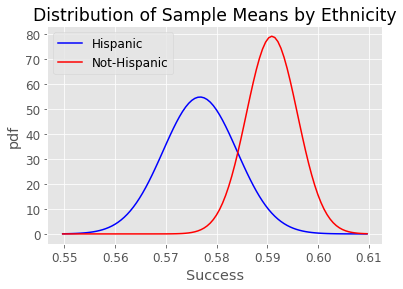 Distribution of Sample Means by Ethnicity
80
70
60
50
40
30
20
10
0
pdf
Hispanic
Not-Hispanic
0.55 0.56 0.57 0.58 0.59 0.60 0.61
Success